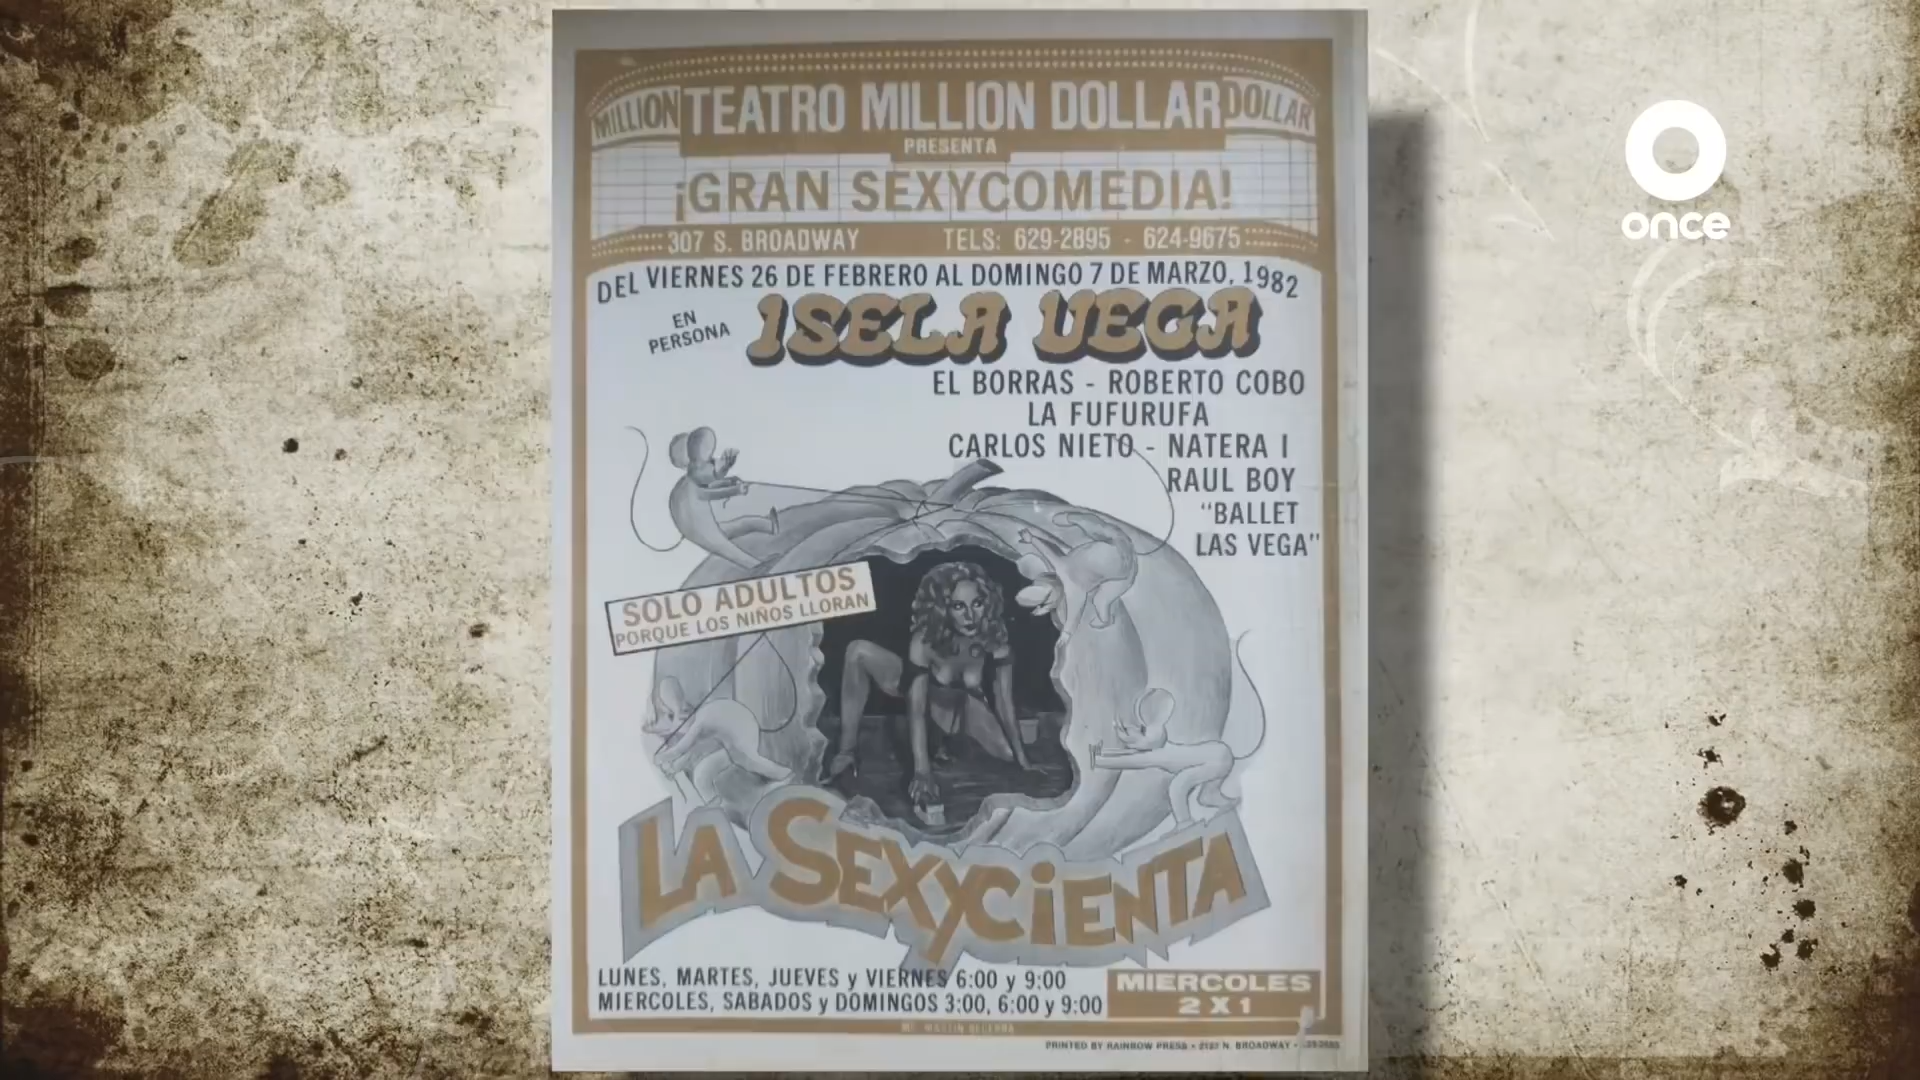 MILLION TEATRO MILLION DOLLAR DOLLAR
PRESENTA
¡GRAN SEXYCOMEDIA!
307 S. BROADWAY TELS: 629-2895 - 624-9675
DEL VIERNES 26 DE FEBRERO AL DOMINGO 7 DE MARZO, 1982
EN PERSONA
ISELA VEGA
EL BORRAS - ROBERTO COBO
LA FUFURUFA
CARLOS NIETO - NATERA I
RAUL BOY
"BALLET
LAS VEGA"
SOLO ADULTOS
PORQUE LOS NIÑOS LLORAN
LA SEXYCiENTA
LUNES, MARTES, JUEVES y VIERNES 6:00 y 9:00
MIERCOLES, SABADOS y DOMINGOS 3:00, 6:00 y 9:00
MIERCOLES
2 X 1
PRINTED BY RAINBOW PRESS • N. BROADWAY •
once